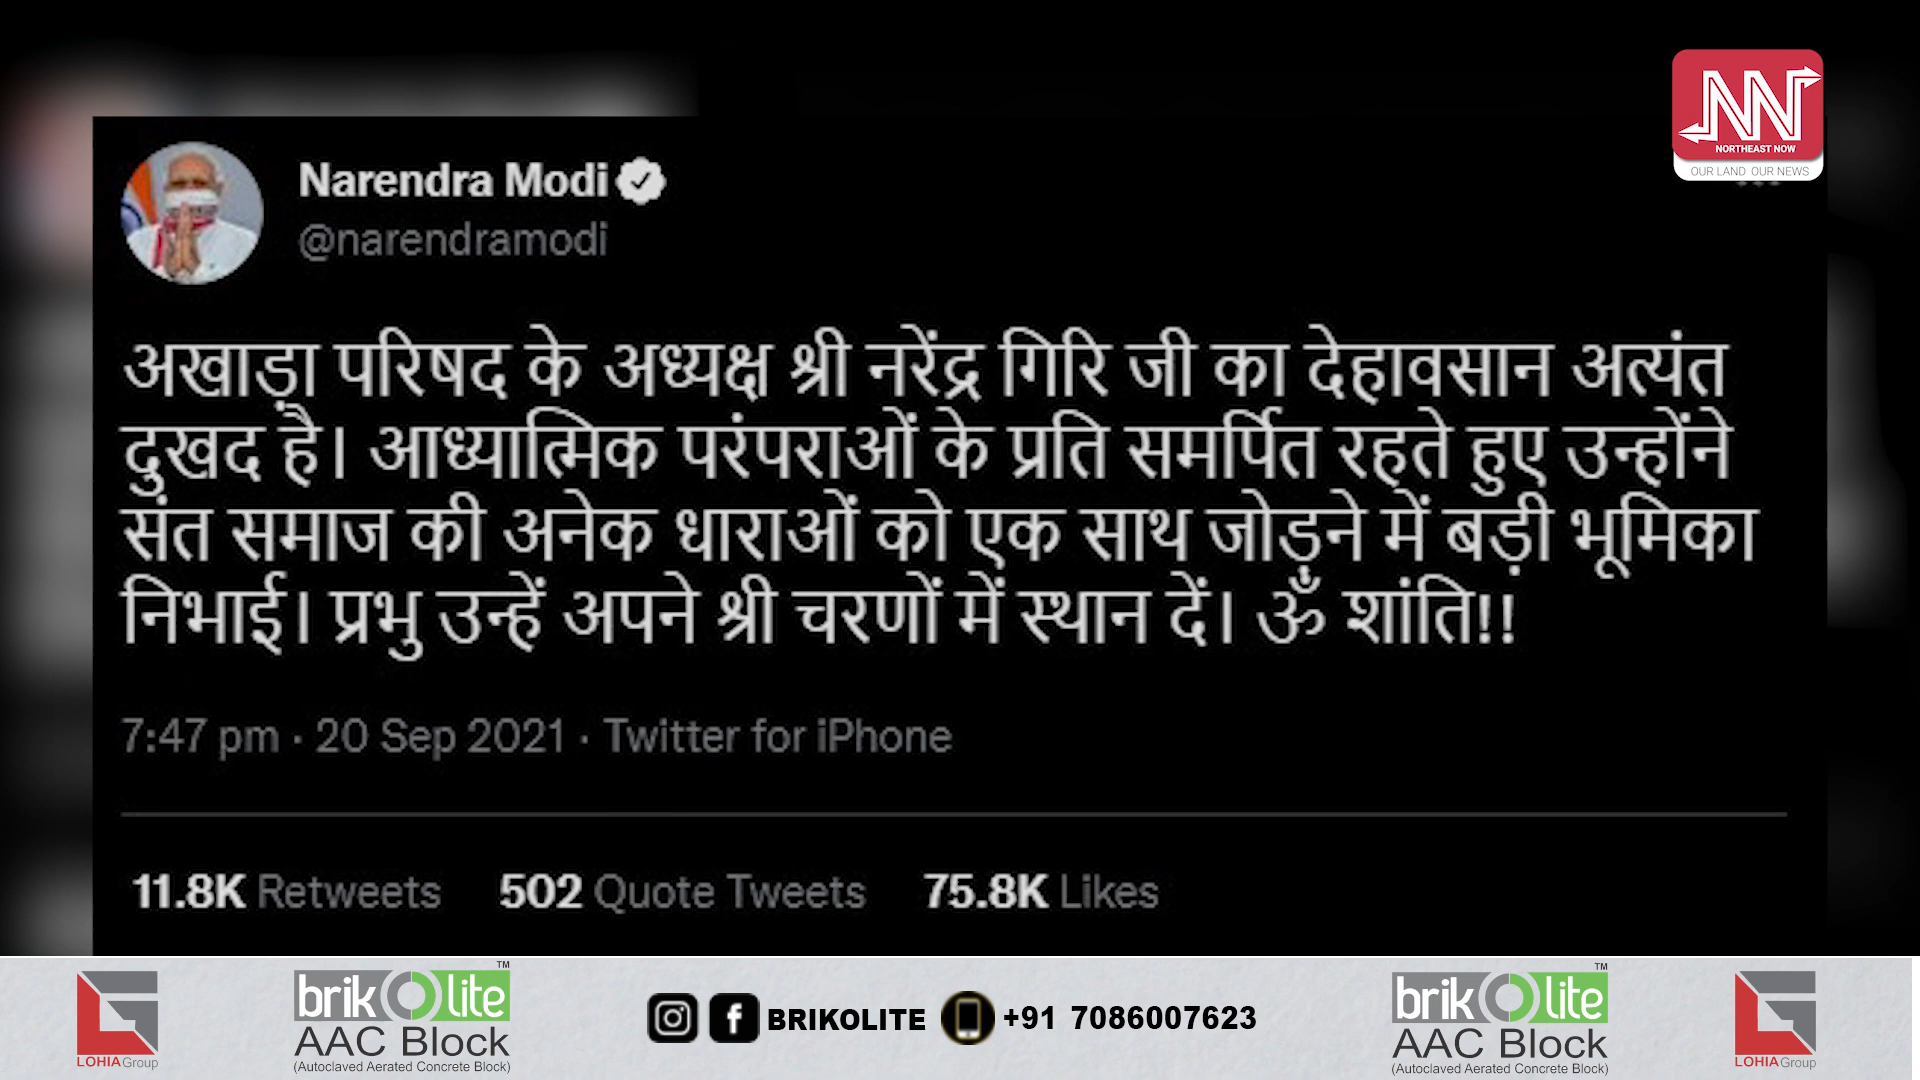 NN
NORTHEAST NOW
OUR LAND OUR NEWS
Narendra Modi
@narendramodi
अखाड़ा परिषद के अध्यक्ष श्री नरेंद्र गिरि जी का देहावसान अत्यंत
दुखद है। आध्यात्मिक परंपराओं के प्रति समर्पित रहते हुए उन्होंने
संत समाज की अनेक धाराओं को एक साथ जोड़ने में बड़ी भूमिका
निभाई। प्रभु उन्हें अपने श्री चरणों में स्थान दें। ॐ शांति!!
7:47 pm · 20 Sep 2021 · Twitter for iPhone
11.8K Retweets 502 Quote Tweets 75.8K Likes
LOHIA Group
brikOlite TM
AAC Block
(Autoclaved Aerated Concrete Block)
BRIKOLITE +91 7086007623
brikOlite TM
AAC Block
(Autoclaved Aerated Concrete Block)
LOHIA Group